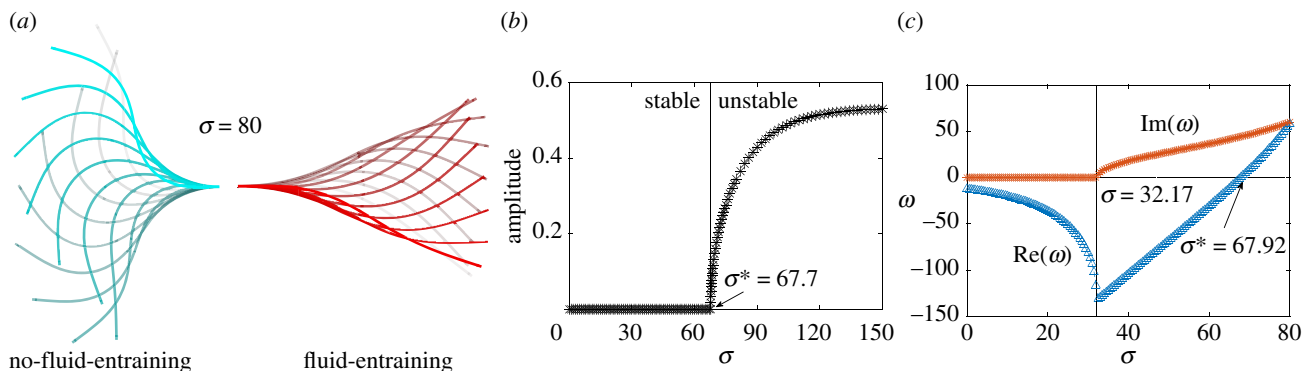 (a)
σ = 80
no-fluid-entraining
fluid-entraining
(b)
0.6
0.4
0.2
0
30
60
90
120
150
amplitude
σ
stable
unstable
σ* = 67.7
(c)
100
50
0
−50
−100
−150
0
20
40
60
80
ω
σ
Im(ω)
Re(ω)
σ = 32.17
σ* = 67.92